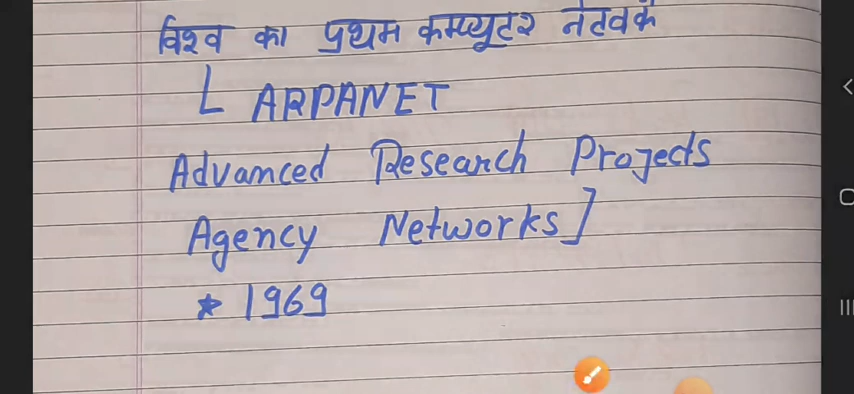 विश्व का प्रथम कम्प्यूटर नेटवर्क
ARPANET
Advanced Research Projects
Agency Networks]
* 1969